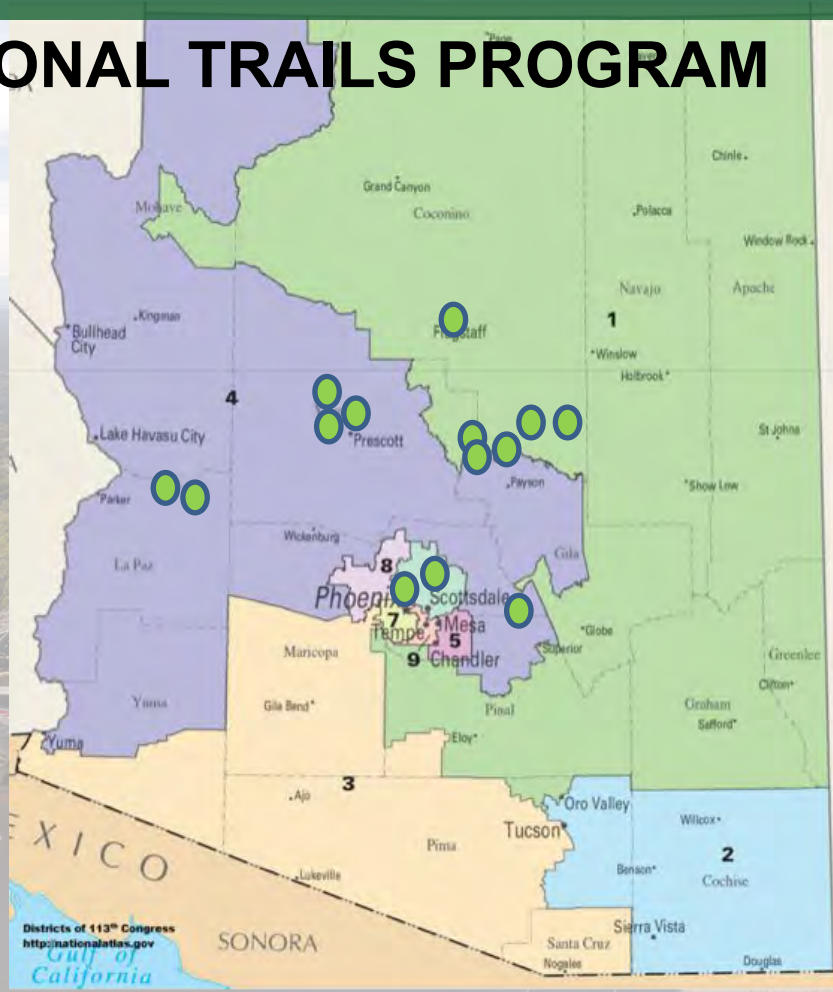 ONAL TRAILS PROGRAM
Page
Chinle
Grand Canyon
Coconino
Mohave
Polacca
Window Rock
Navajo
Apache
Kingman
1
Bullhead
City
Flagstaff
Winslow
Holbrook
4
Lake Havasu City
Prescott
St Johns
Parker
Payson
Show Low
Wickenburg
La Paz
8
Gila
Phoenix
Scottsdale
7
Mesa
Tempe
5
Globe
9
Chandler
Superior
Maricopa
Greenlee
Clifton
Yuma
Gila Bend
Pinal
Graham
Safford
Yuma
Eloy
3
Ajo
Oro Valley
Tucson
Willcox
Pima
2
Benson
Cochise
Lukeville
EXICO
Sierra Vista
Districts of 113th Congress
http://nationalatlas.gov
SONORA
Santa Cruz
Gulf of
California
Nogales
Douglas